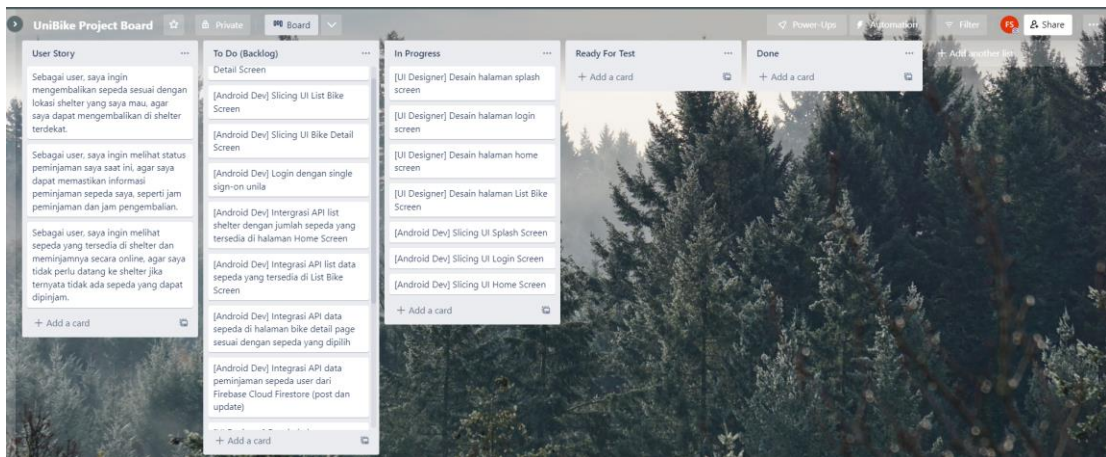 UniBike Project Board
Private
Board
Power-Ups
Automation
Filter
FS
Share
User Story
Sebagai user, saya ingin
mengembalikan sepeda sesuai dengan
lokasi shelter yang saya mau, agar
saya dapat mengembalikan di shelter
terdekat.
Sebagai user, saya ingin melihat status
peminjaman saya saat ini, agar saya
dapat memastikan informasi
peminjaman sepeda saya, seperti jam
peminjaman dan jam pengembalian.
Sebagai user, saya ingin melihat
sepeda yang tersedia di shelter dan
meminjamnya secara online, agar saya
tidak perlu datang ke shelter jika
ternyata tidak ada sepeda yang dapat
dipinjam.
+ Add a card
To Do (Backlog)
Detail Screen
[Android Dev] Slicing UI List Bike
Screen
[Android Dev] Slicing UI Bike Detail
Screen
[Android Dev] Login dengan single
sign-on unila
[Android Dev] Intergrasi API list
shelter dengan jumlah sepeda yang
tersedia di halaman Home Screen
[Android Dev] Integrasi API list data
sepeda yang tersedia di List Bike
Screen
[Android Dev] Integrasi API data
sepeda di halaman bike detail page
sesuai dengan sepeda yang dipilih
[Android Dev] Integrasi API data
peminjaman sepeda user dari
Firebase Cloud Firestore (post dan
update)
+ Add a card
In Progress
[UI Designer] Desain halaman splash
screen
[UI Designer] Desain halaman login
screen
[UI Designer] Desain halaman home
screen
[UI Designer] Desain halaman List Bike
Screen
[Android Dev] Slicing UI Splash Screen
[Android Dev] Slicing UI Login Screen
[Android Dev] Slicing UI Home Screen
+ Add a card
Ready For Test
+ Add a card
Done
+ Add a card
+ Add another list